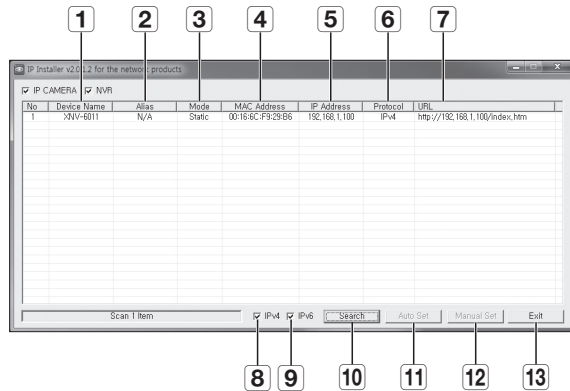 1 2 3 4 5 6 7
IP Installer v2.0.1.2 for the network products
IP CAMERA NVR
No Device Name Alias Mode MAC Address IP Address Protocol URL
1 XNV-6011 N/A Static 00:16:6C:F9:29:B6 192,168,1,100 IPv4 http://192,168,1,100/index,htm
Scan 1 Item IPv4 IPv6 Search Auto Set Manual Set Exit
8 9 10 11 12 13